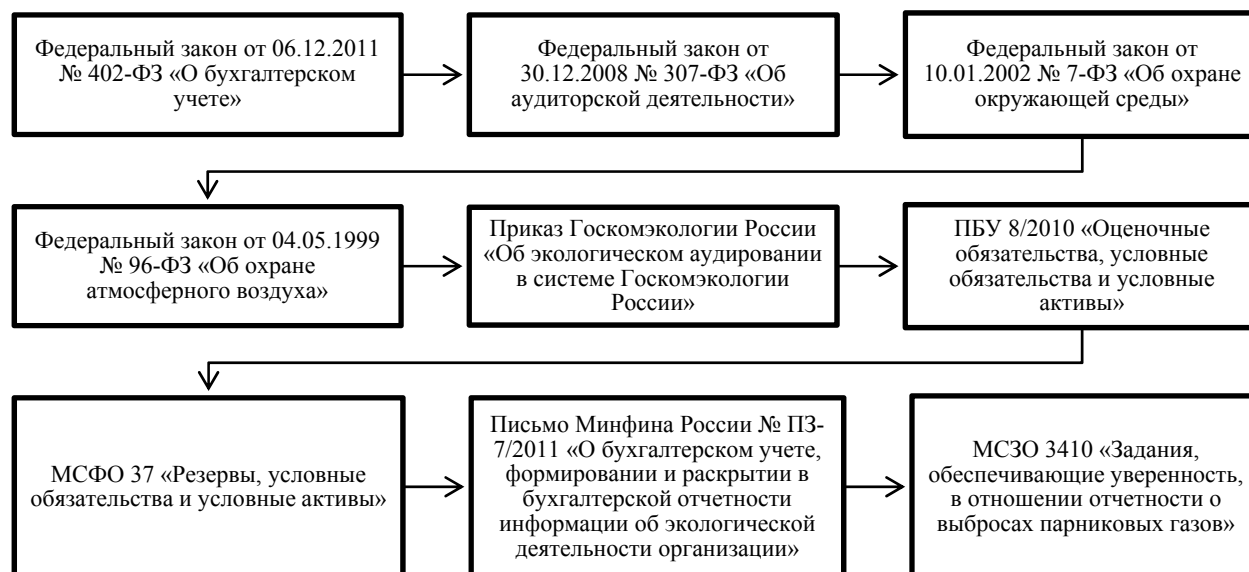 Федеральный закон от 06.12.2011
№ 402-ФЗ «О бухгалтерском
учете»
Федеральный закон от
30.12.2008 № 307-ФЗ «Об
аудиторской деятельности»
Федеральный закон от
10.01.2002 № 7-ФЗ «Об охране
окружающей среды»
Федеральный закон от 04.05.1999
№ 96-ФЗ «Об охране
атмосферного воздуха»
Приказ Госкомэкологии России
«Об экологическом аудировании
в системе Госкомэкологии
России»
ПБУ 8/2010 «Оценочные
обязательства, условные
обязательства и условные
активы»
МСФО 37 «Резервы, условные
обязательства и условные активы»
Письмо Минфина России № ПЗ-
7/2011 «О бухгалтерском учете,
формировании и раскрытии в
бухгалтерской отчетности
информации об экологической
деятельности организации»
МСЗО 3410 «Задания,
обеспечивающие уверенность,
в отношении отчетности о
выбросах парниковых газов»